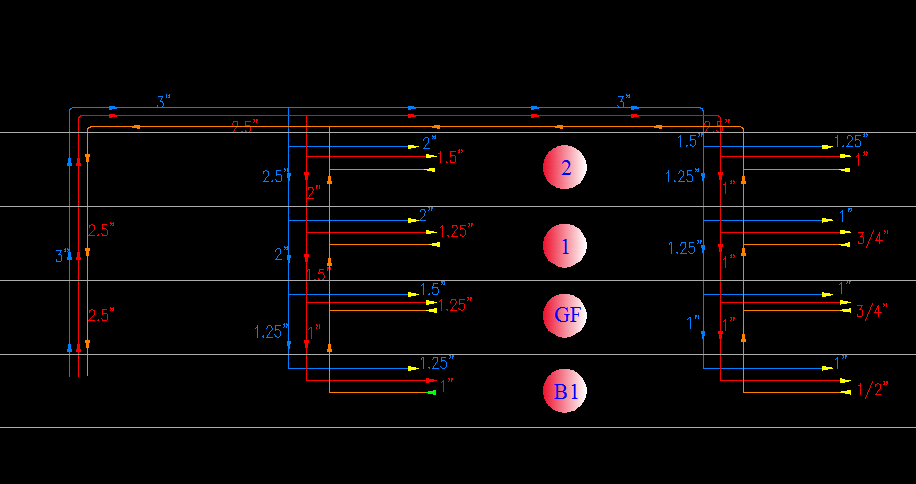 3" 3"
2.5" 2.5"
2" 1.5" 1.25"
1.5" 2 1"
2.5" 1.25"
2" 1"
2" 1"
2.5" 1.25" 3/4"
1
3" 2" 1.25"
1.5" 1"
1.5" 1"
1.25" 3/4"
2.5" GF
1.25" 1" 1" 1"
1.25" 1"
1" B1 1/2"